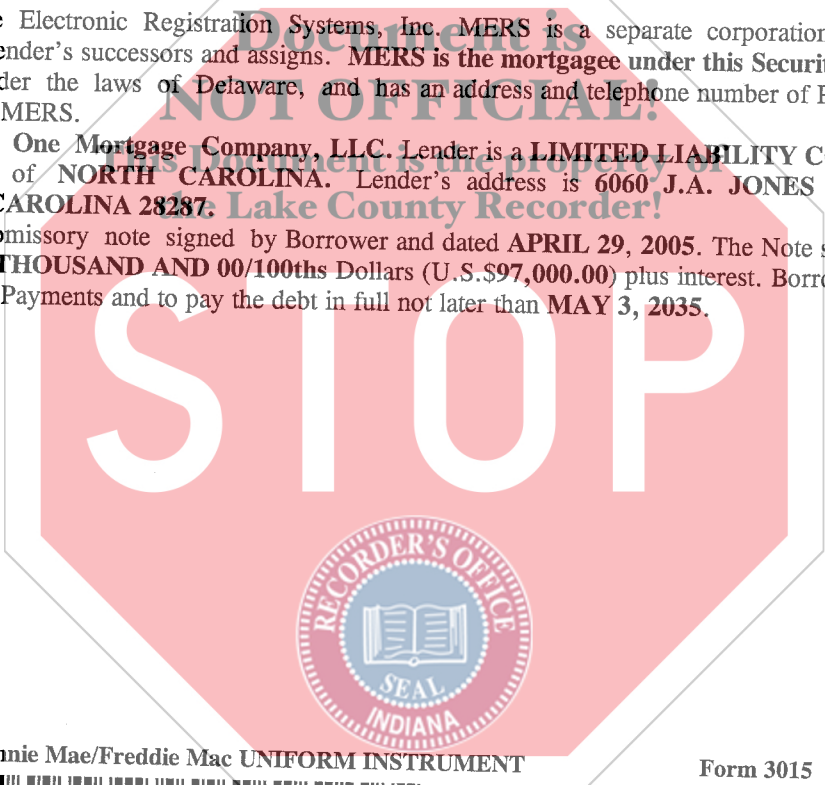 Electronic Registration Systems, Inc. MERS is a separate corporation
ender's successors and assigns. MERS is the mortgagee under this Securit
der the laws of Delaware, and has an address and telephone number of P
MERS.
One Mortgage Company, LLC. Lender is a LIMITED LIABILITY C
of NORTH CAROLINA. Lender's address is 6060 J.A. JONES
CAROLINA 28287.
omissory note signed by Borrower and dated APRIL 29, 2005. The Note s
THOUSAND AND 00/100ths Dollars (U.S.$97,000.00) plus interest. Borro
Payments and to pay the debt in full not later than MAY 3, 2035.
Document is
NOT OFFICIAL!
This Document is the property of
the Lake County Recorder!
STOP
RECORDER'S OFFICE
SEAL
INDIANA
nnie Mae/Freddie Mac UNIFORM INSTRUMENT
Form 3015